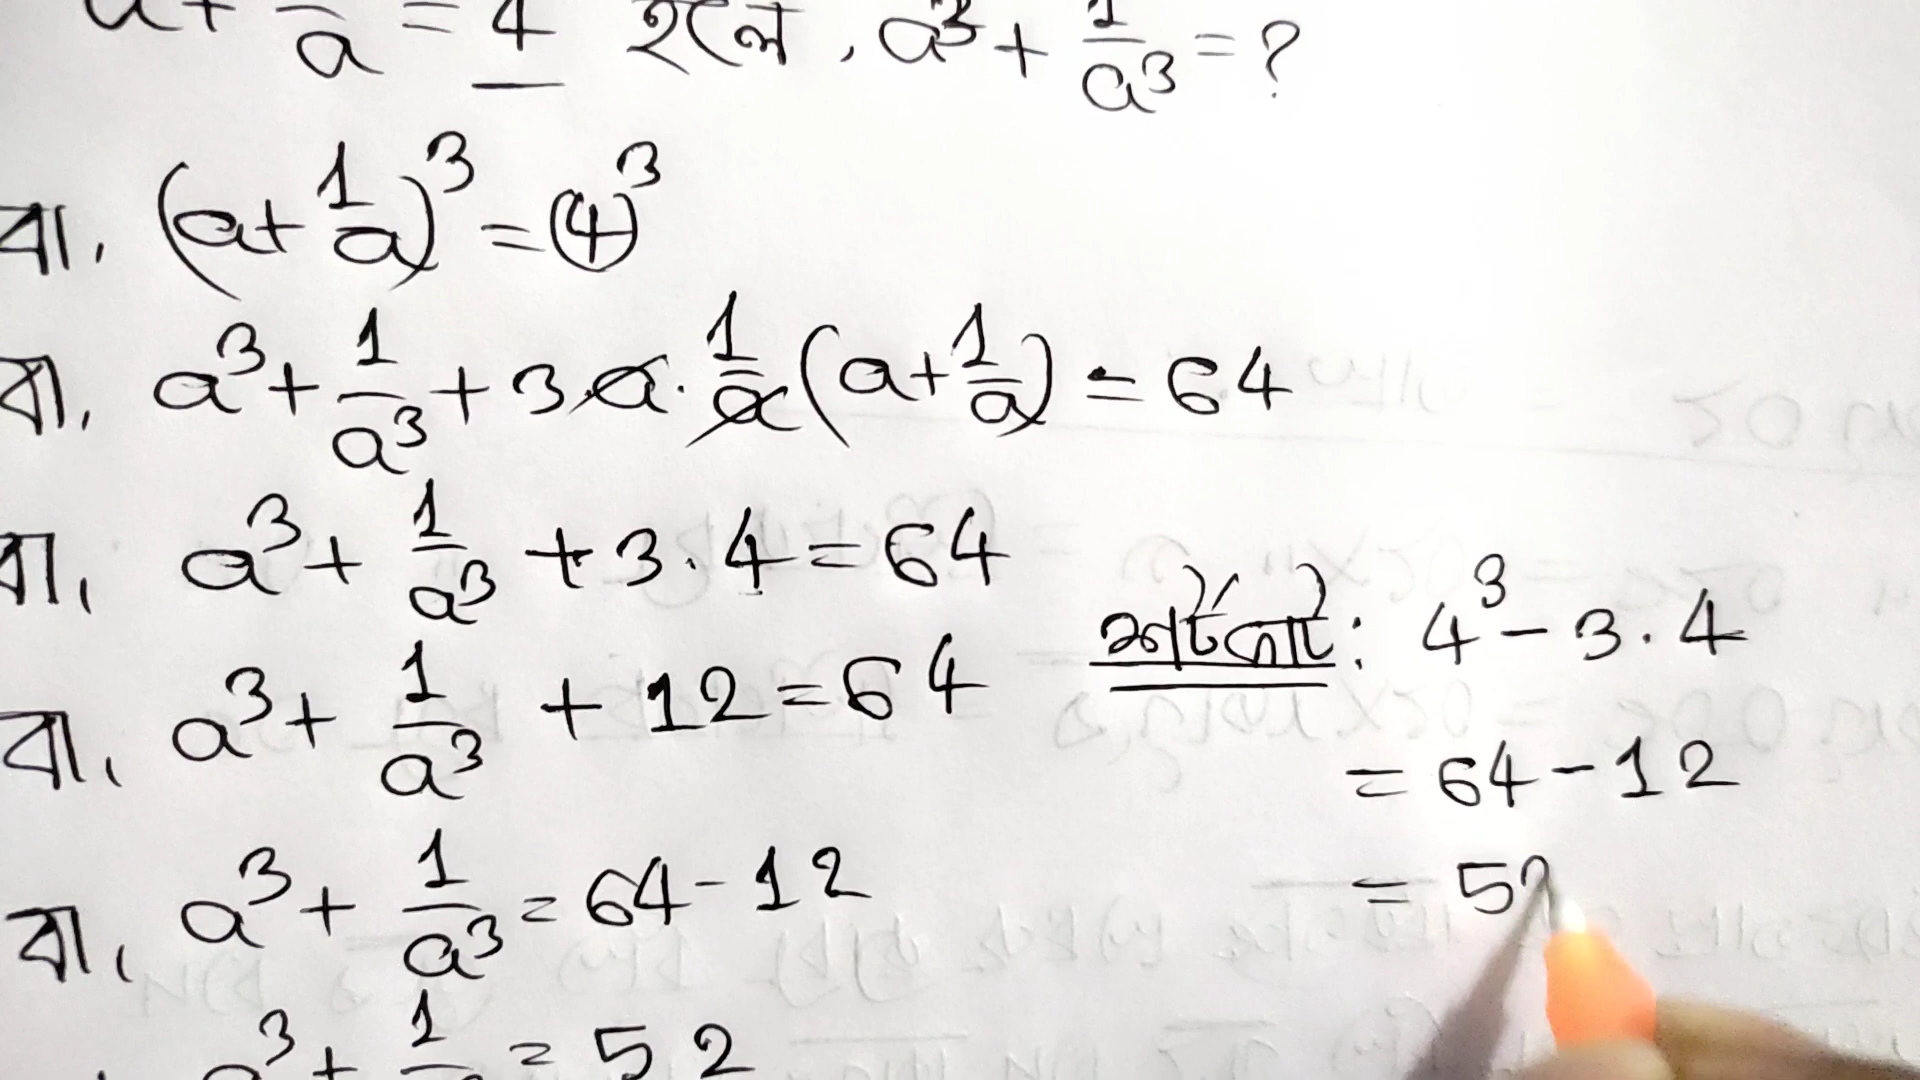 a + 1/a = 4 হলে, a³ + 1/a³ = ?
বা, (a + 1/a)³ = (4)³
বা, a³ + 1/a³ + 3.a. 1/a (a + 1/a) = 64
বা, a³ + 1/a³ + 3.4 = 64
বা, a³ + 1/a³ + 12 = 64
বা, a³ + 1/a³ = 64 - 12
a³ + 1/ = 52
শর্টকাট: 4³ - 3.4
= 64 - 12
= 52